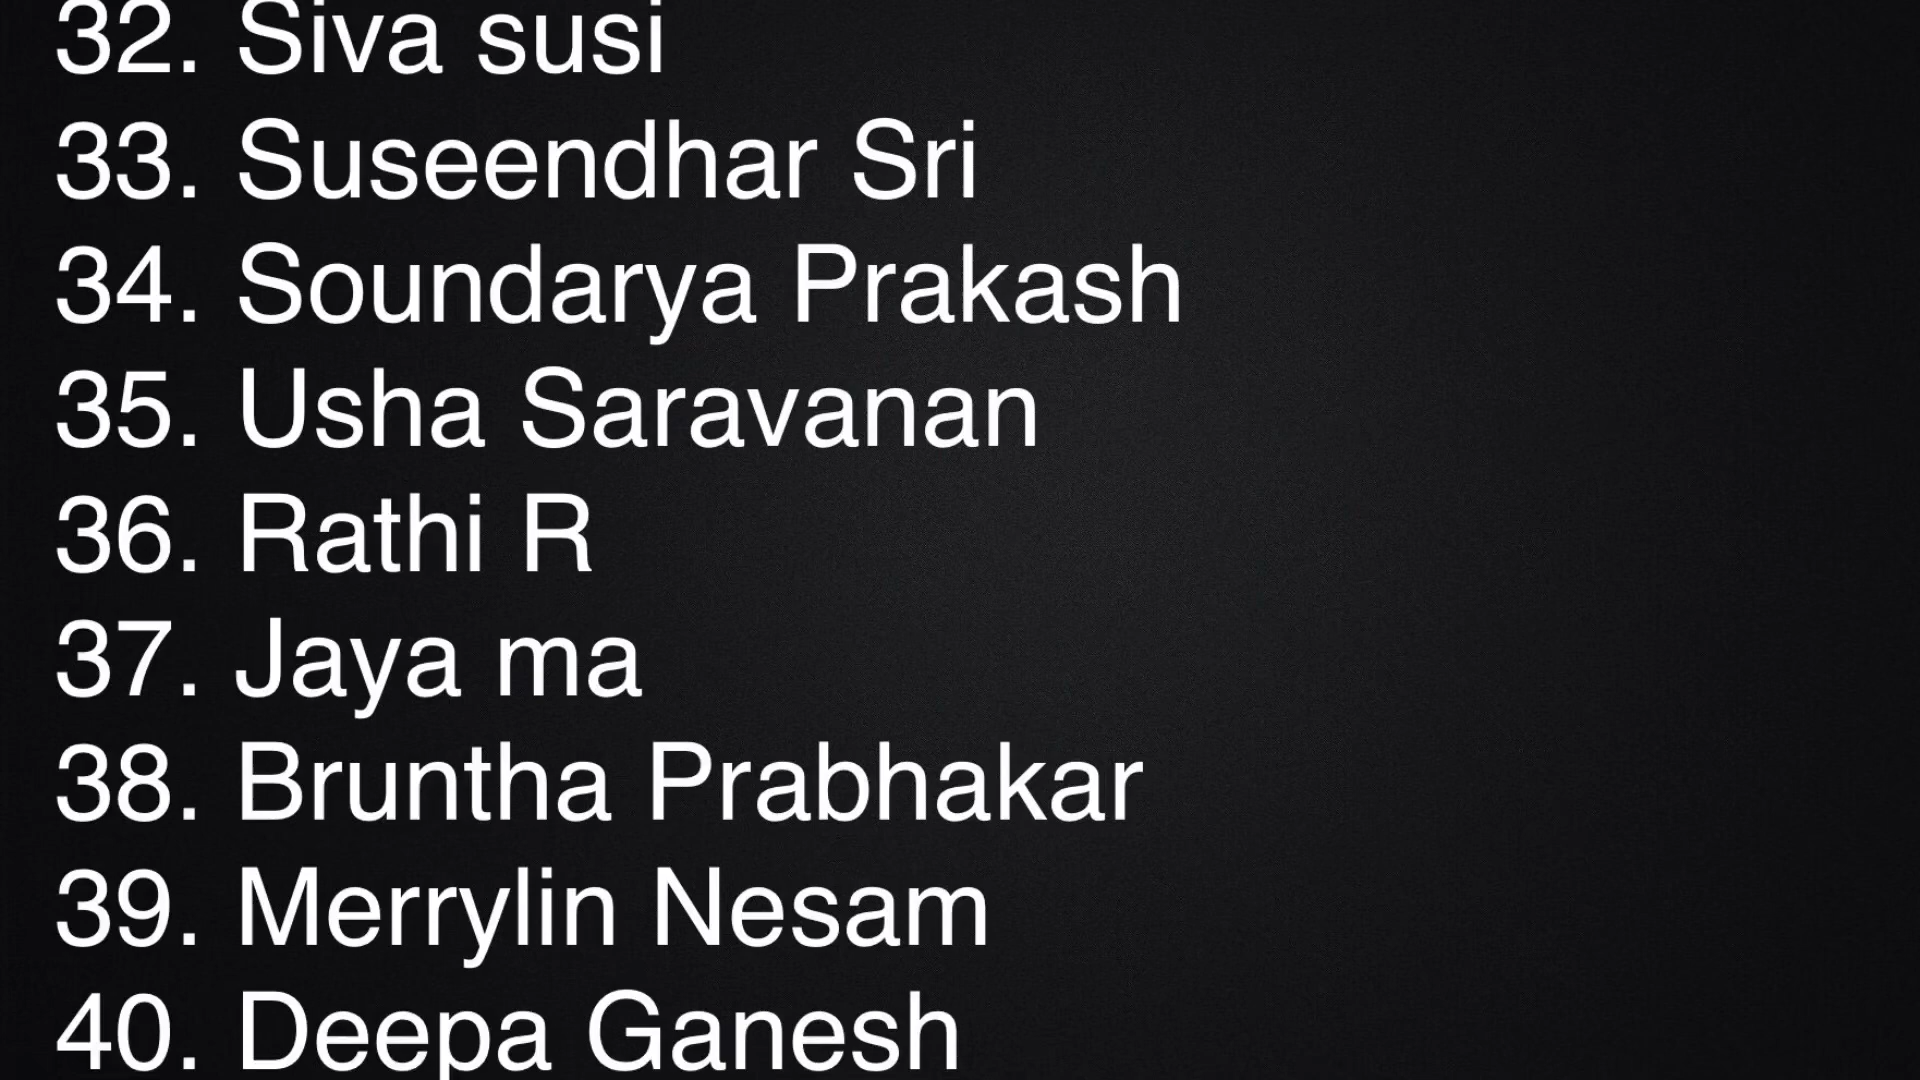 32. Siva susi
33. Suseendhar Sri
34. Soundarya Prakash
35. Usha Saravanan
36. Rathi R
37. Jaya ma
38. Bruntha Prabhakar
39. Merrylin Nesam
40. Deepa Ganesh